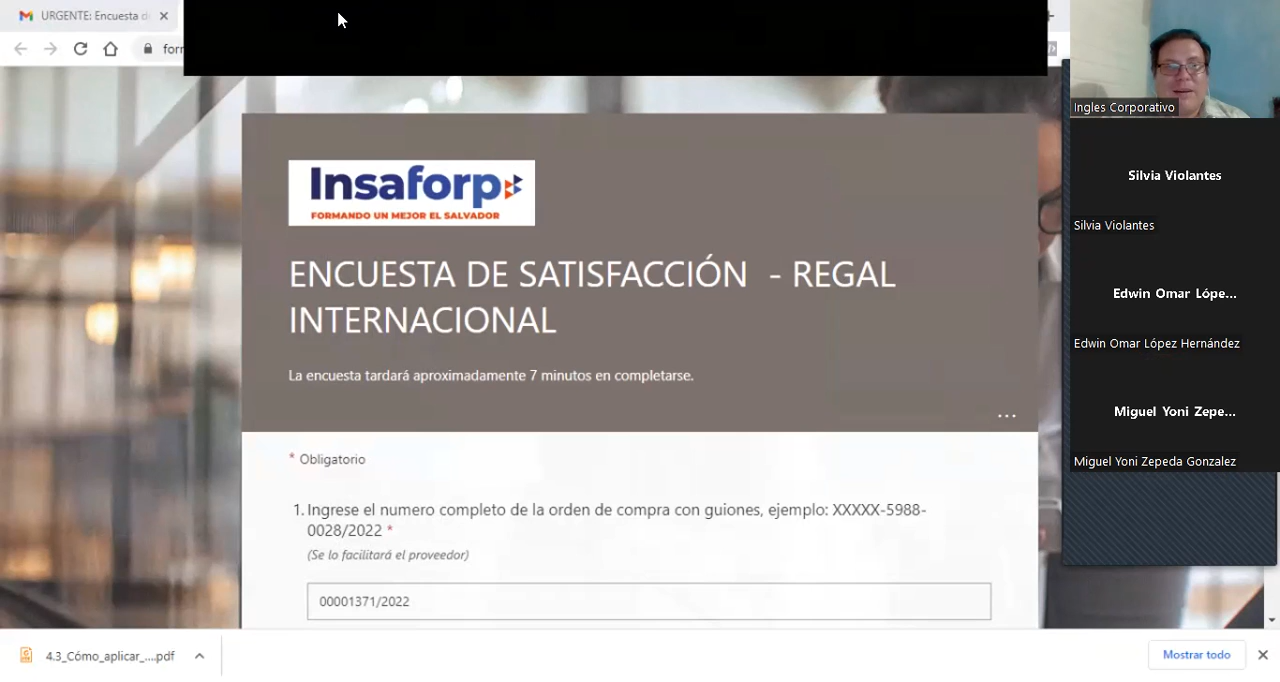 URGENTE: Encuesta d
form
Insaforp
FORMANDO UN MEJOR EL SALVADOR
ENCUESTA DE SATISFACCIÓN - REGAL
INTERNACIONAL
La encuesta tardará aproximadamente 7 minutos en completarse.
...
* Obligatorio
1. Ingrese el numero completo de la orden de compra con guiones, ejemplo: XXXXX-5988-
0028/2022 *
(Se lo facilitará el proveedor)
00001371/2022
4.3_Cómo_aplicar_....pdf
Mostrar todo
Ingles Corporativo
Silvia Violantes
Silvia Violantes
Edwin Omar Lópe...
Edwin Omar López Hernández
Miguel Yoni Zepe...
Miguel Yoni Zepeda Gonzalez